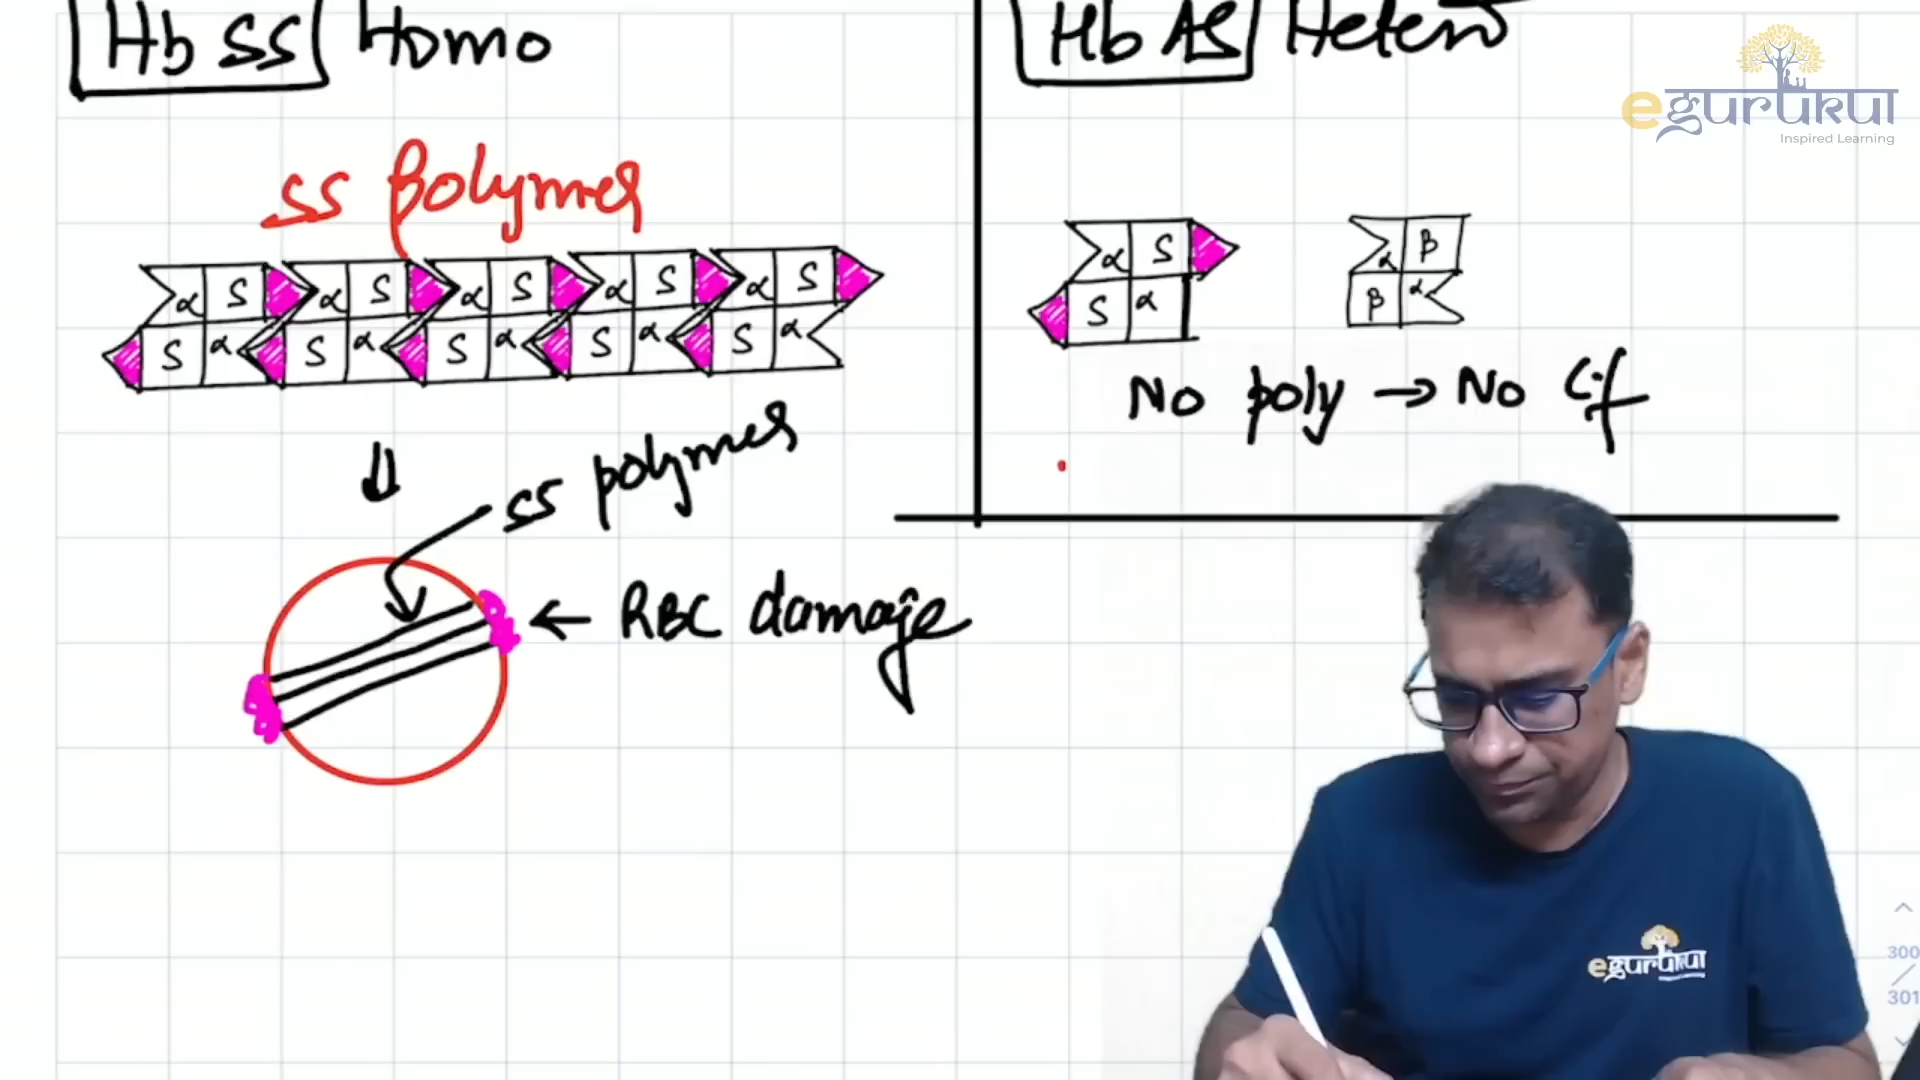 Hb SS Homo
SS Polymer
α S α S α S α S α S
S α S α S α S α S α
SS polymer
RBC damage
Hb AS Hetero
α S
S α
α β
β α
No poly → No c/f
egurukul
Inspired Learning
egurukul
300
301